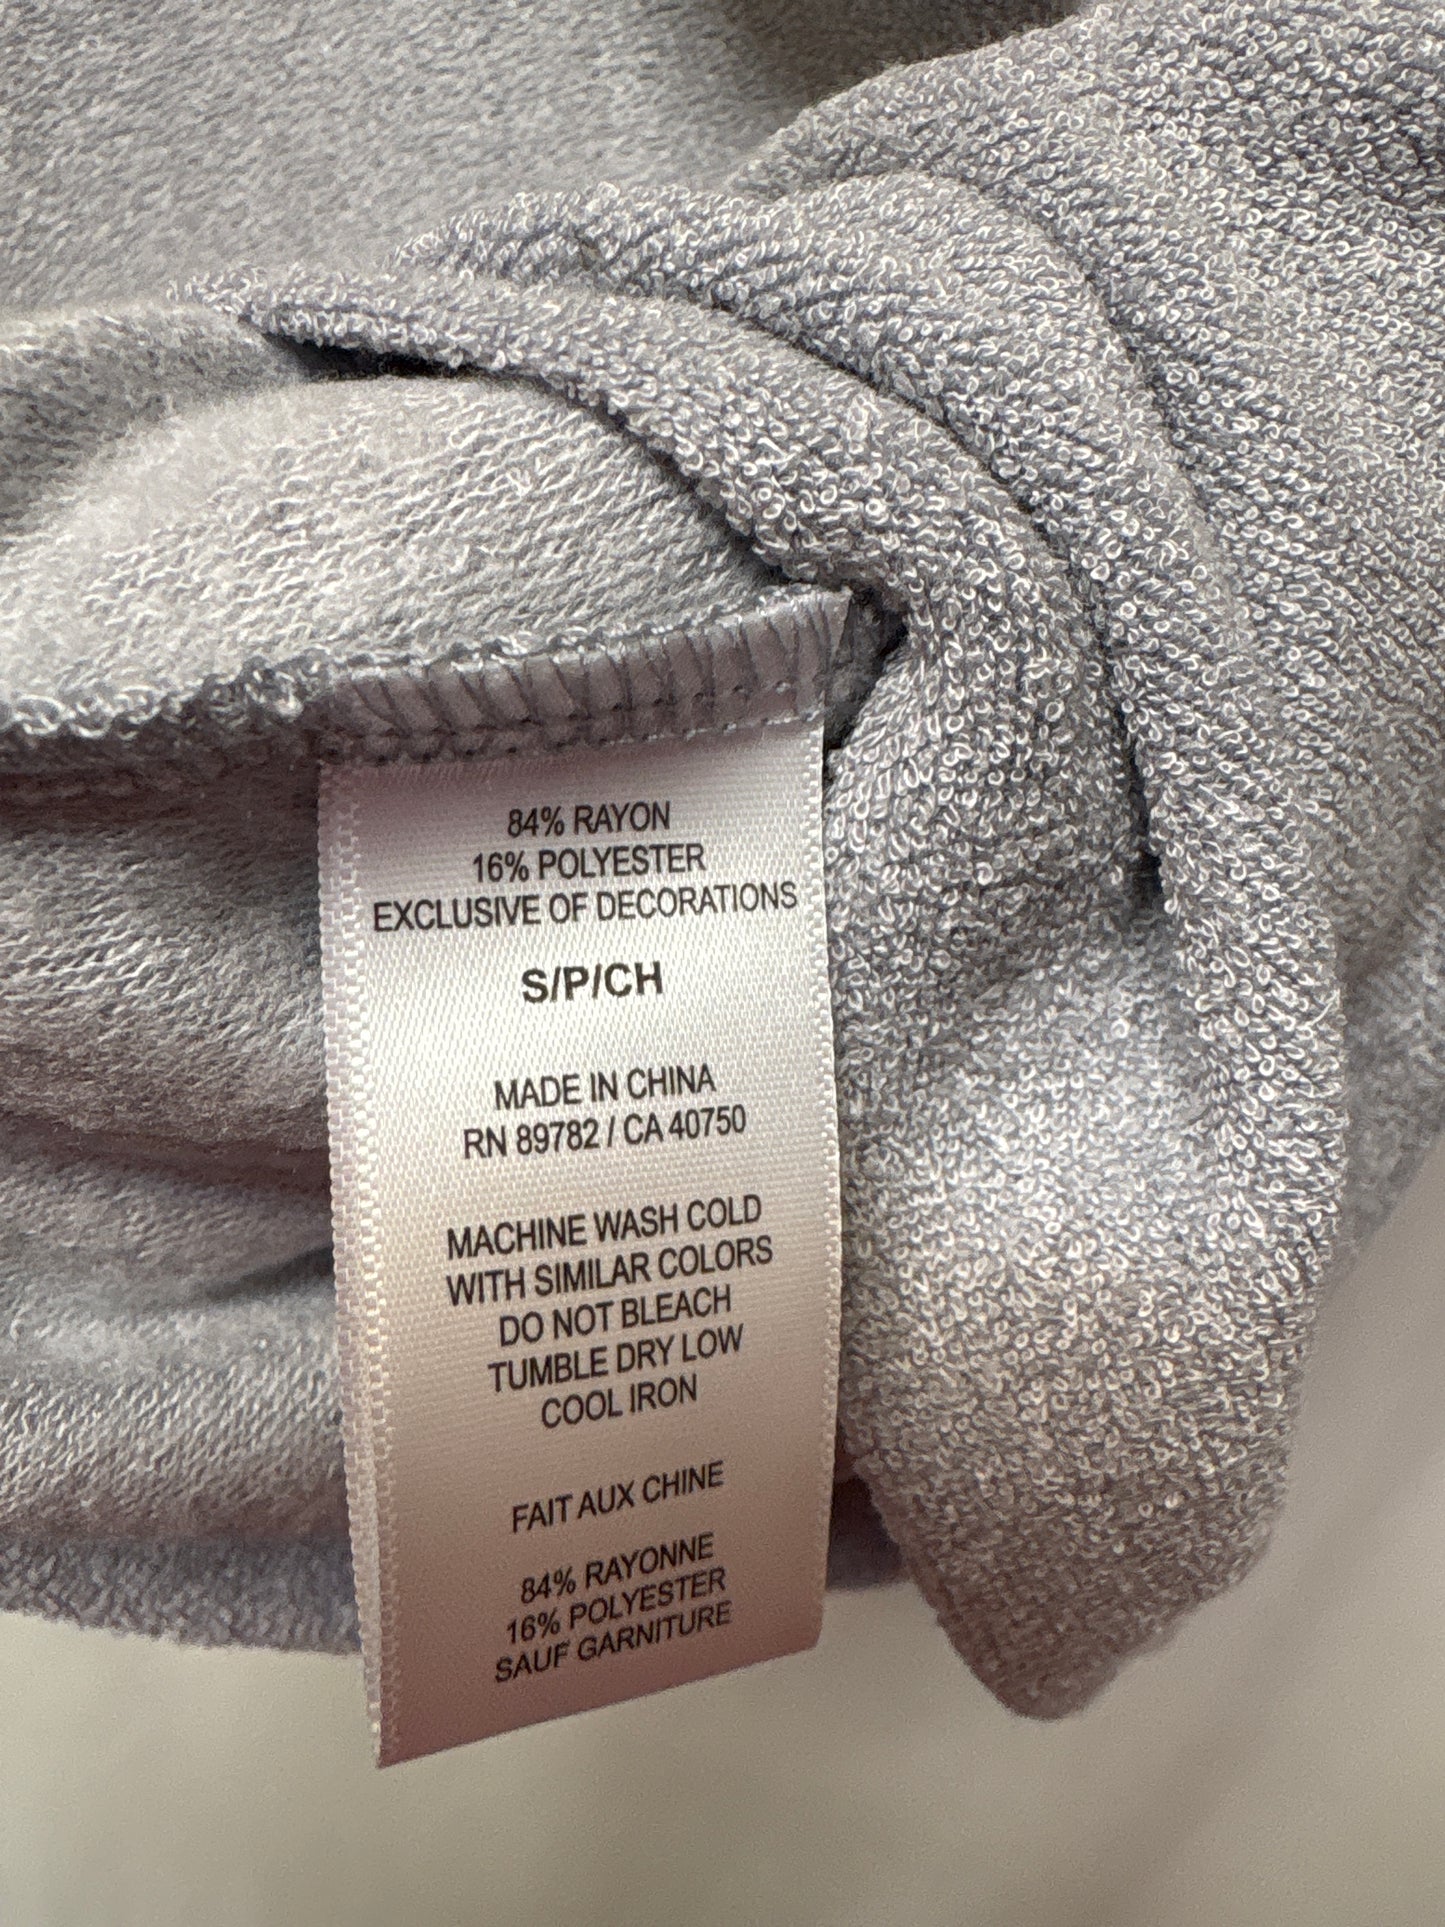 84% RAYON
16% POLYESTER
EXCLUSIVE OF DECORATIONS
S/P/CH
MADE IN CHINA
RN 89782 / CA 40750
MACHINE WASH COLD
WITH SIMILAR COLORS
DO NOT BLEACH
TUMBLE DRY LOW
COOL IRON
FAIT AUX CHINE
84% RAYONNE
16% POLYESTER
SAUF GARNITURE